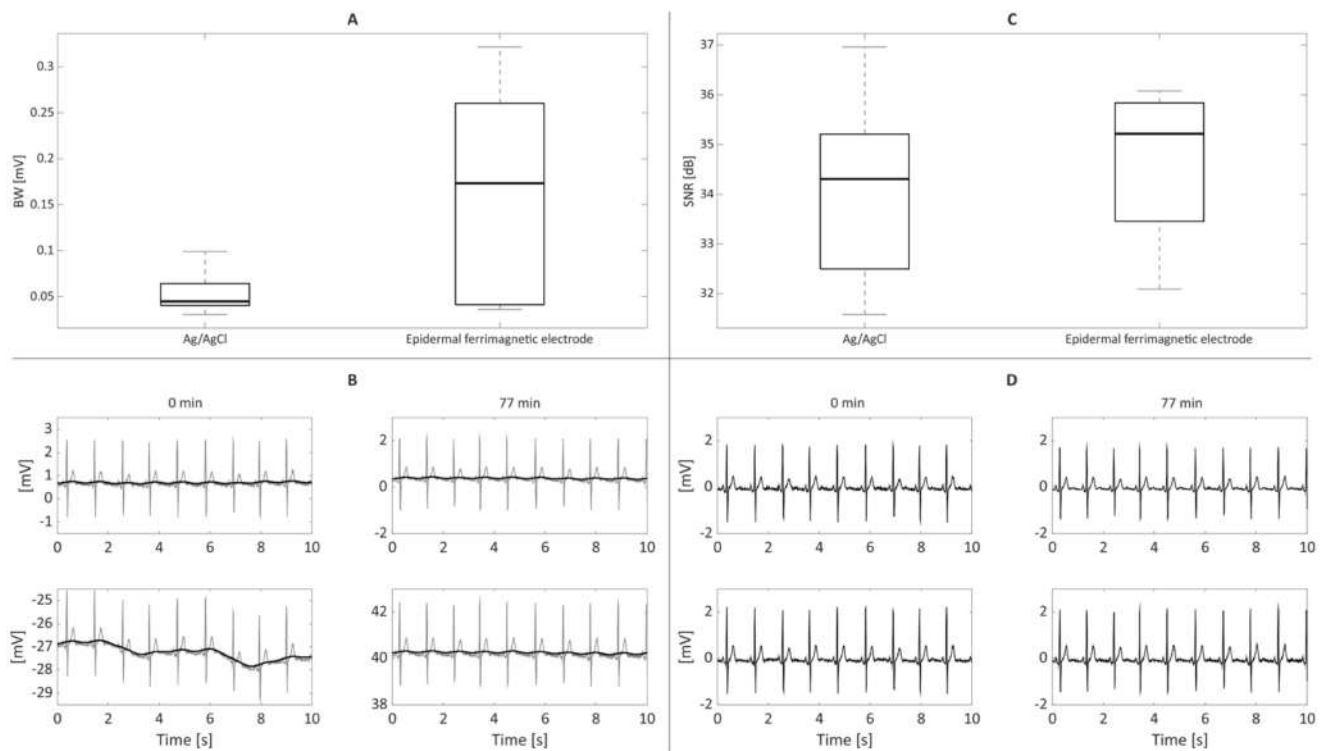 A
BW [mV]
0.3
0.25
0.2
0.15
0.1
0.05
Ag/AgCl
Epidermal ferrimagnetic electrode
C
SNR [dB]
37
36
35
34
33
32
Ag/AgCl
Epidermal ferrimagnetic electrode
B
0 min
77 min
[mV]
3
2
1
0
-1
0 2 4 6 8 10
2
0
-2
0 2 4 6 8 10
[mV]
-25
-26
-27
-28
-29
0 2 4 6 8 10
Time [s]
42
40
38
0 2 4 6 8 10
Time [s]
D
0 min
77 min
[mV]
2
0
-2
0 2 4 6 8 10
2
0
-2
0 2 4 6 8 10
[mV]
2
0
-2
0 2 4 6 8 10
Time [s]
2
0
-2
0 2 4 6 8 10
Time [s]